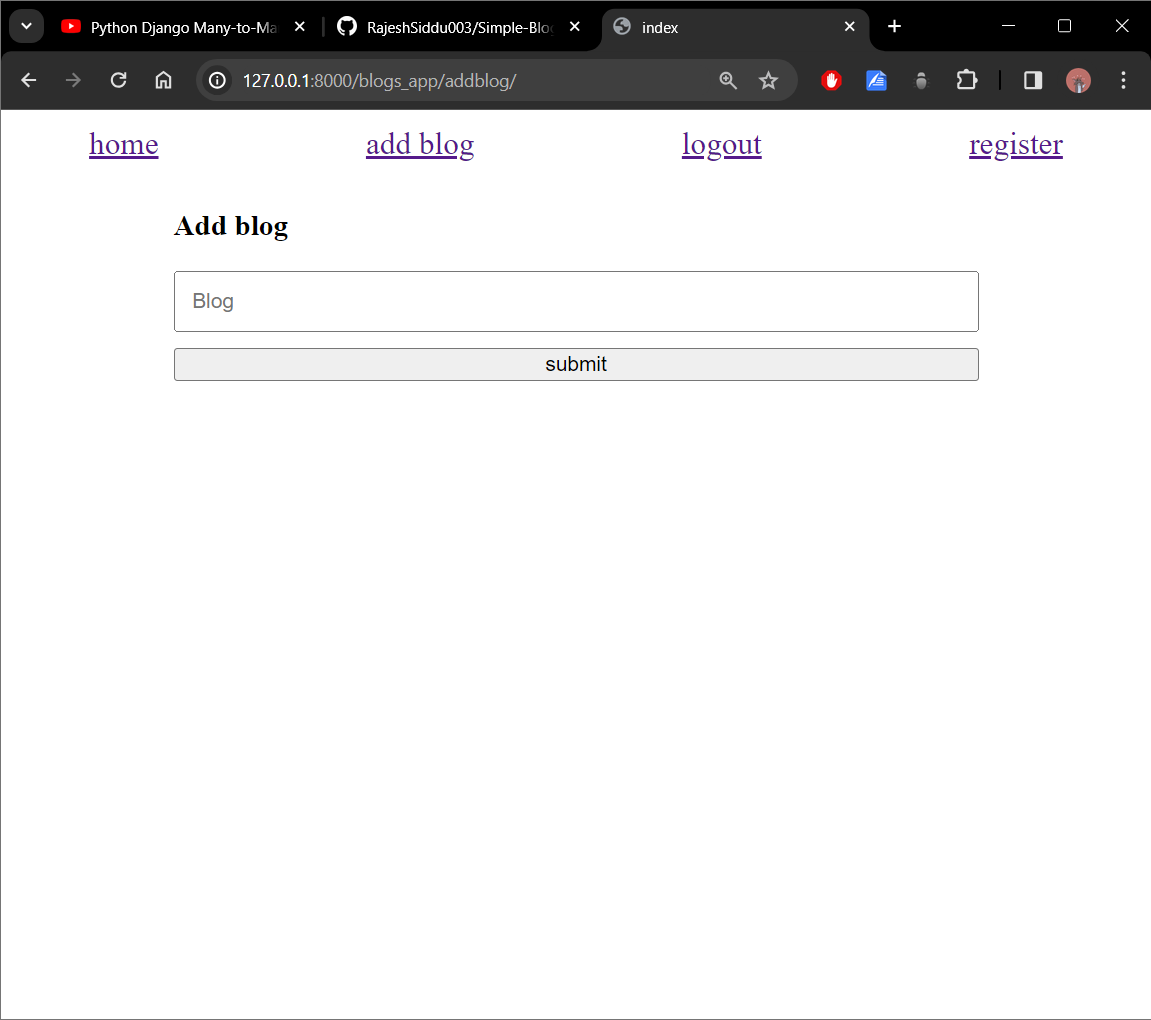 Python Django Many-to-Ma
RajeshSiddu003/Simple-Blog
index
127.0.0.1:8000/blogs_app/addblog/
home add blog logout register
Add blog
Blog
submit